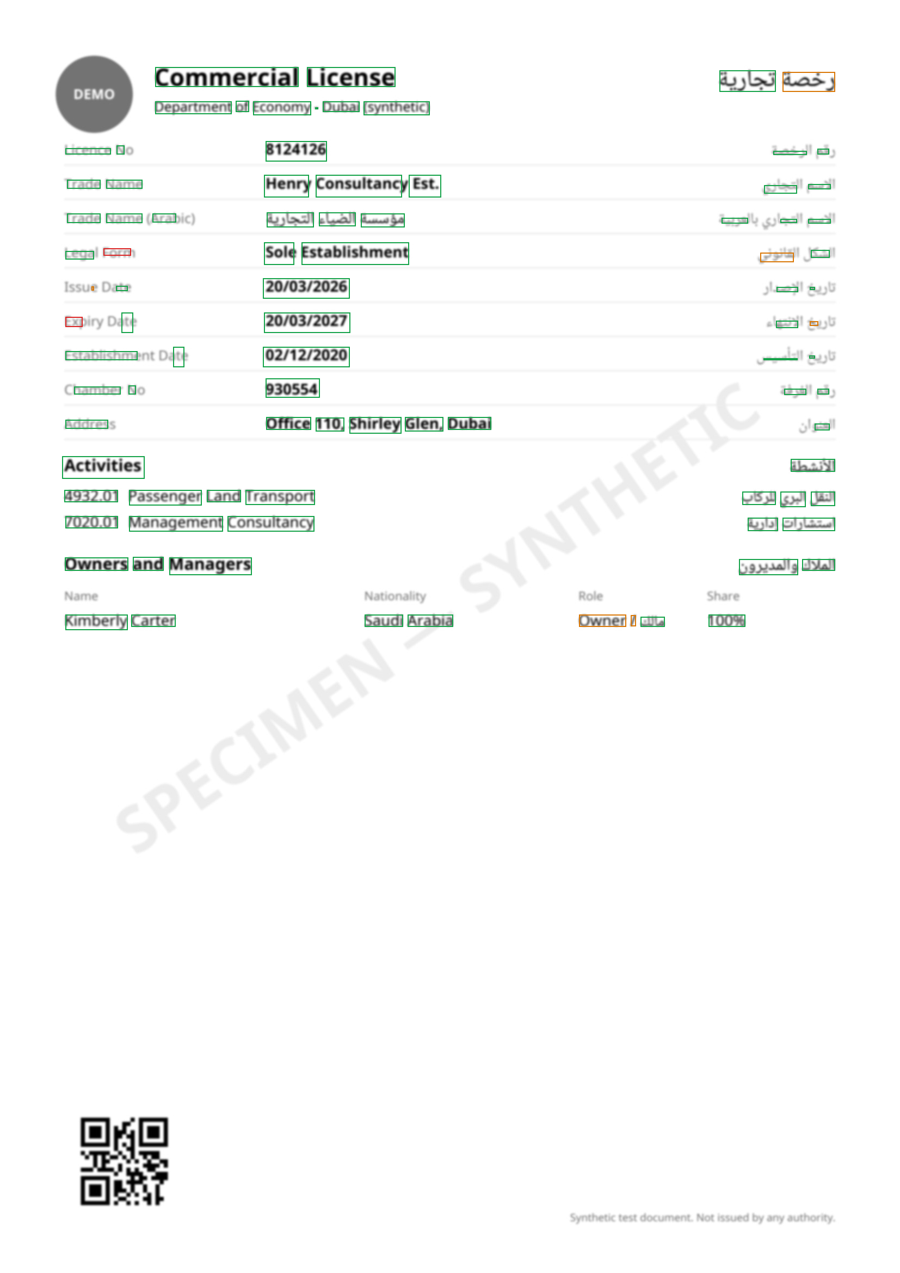 DEMO
Commercial License رخصة تجارية
Department of Economy - Dubai (synthetic)
Licence No 8124126 رقم الرخصة
Trade Name Henry Consultancy Est. الاسم التجاري
Trade Name (Arabic) مؤسسة الضياء التجارية الاسم التجاري بالعربية
Legal Form Sole Establishment الشكل القانوني
Issue Date 20/03/2026 تاريخ الإصدار
Expiry Date 20/03/2027 تاريخ الانتهاء
Establishment Date 02/12/2020 تاريخ التأسيس
Chamber No 930554 رقم الغرفة
Address Office 110, Shirley Glen, Dubai العنوان
Activities الأنشطة
4932.01 Passenger Land Transport النقل البري للركاب
7020.01 Management Consultancy استشارات إدارية
Owners and Managers الملاك والمديرون
Name Nationality Role Share
Kimberly Carter Saudi Arabia Owner / مالك 100%
SPECIMEN — SYNTHETIC
Synthetic test document. Not issued by any authority.